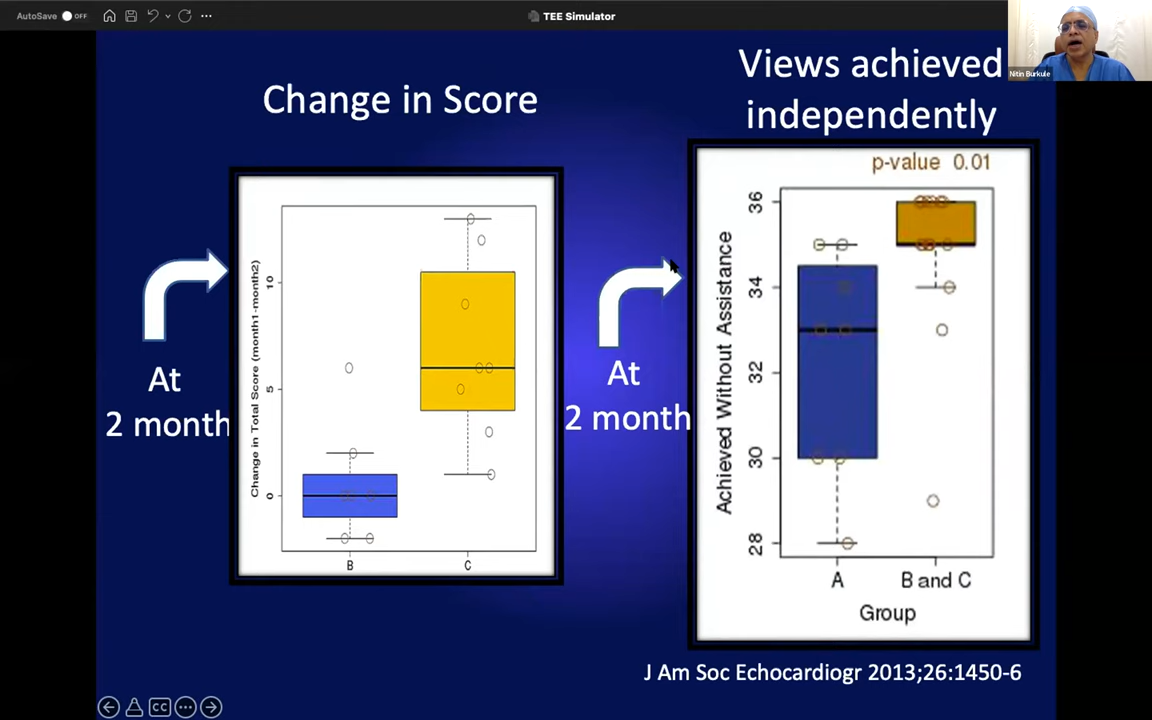 AutoSave OFF
TEE Simulator
Nitin Burkule
Change in Score
Views achieved
independently
At
2 month
Change in Total Score (month1-month2)
10
5
0
B
C
At
2 month
p-value 0.01
Achieved Without Assistance
36
34
32
30
28
A
B and C
Group
J Am Soc Echocardiogr 2013;26:1450-6
CC